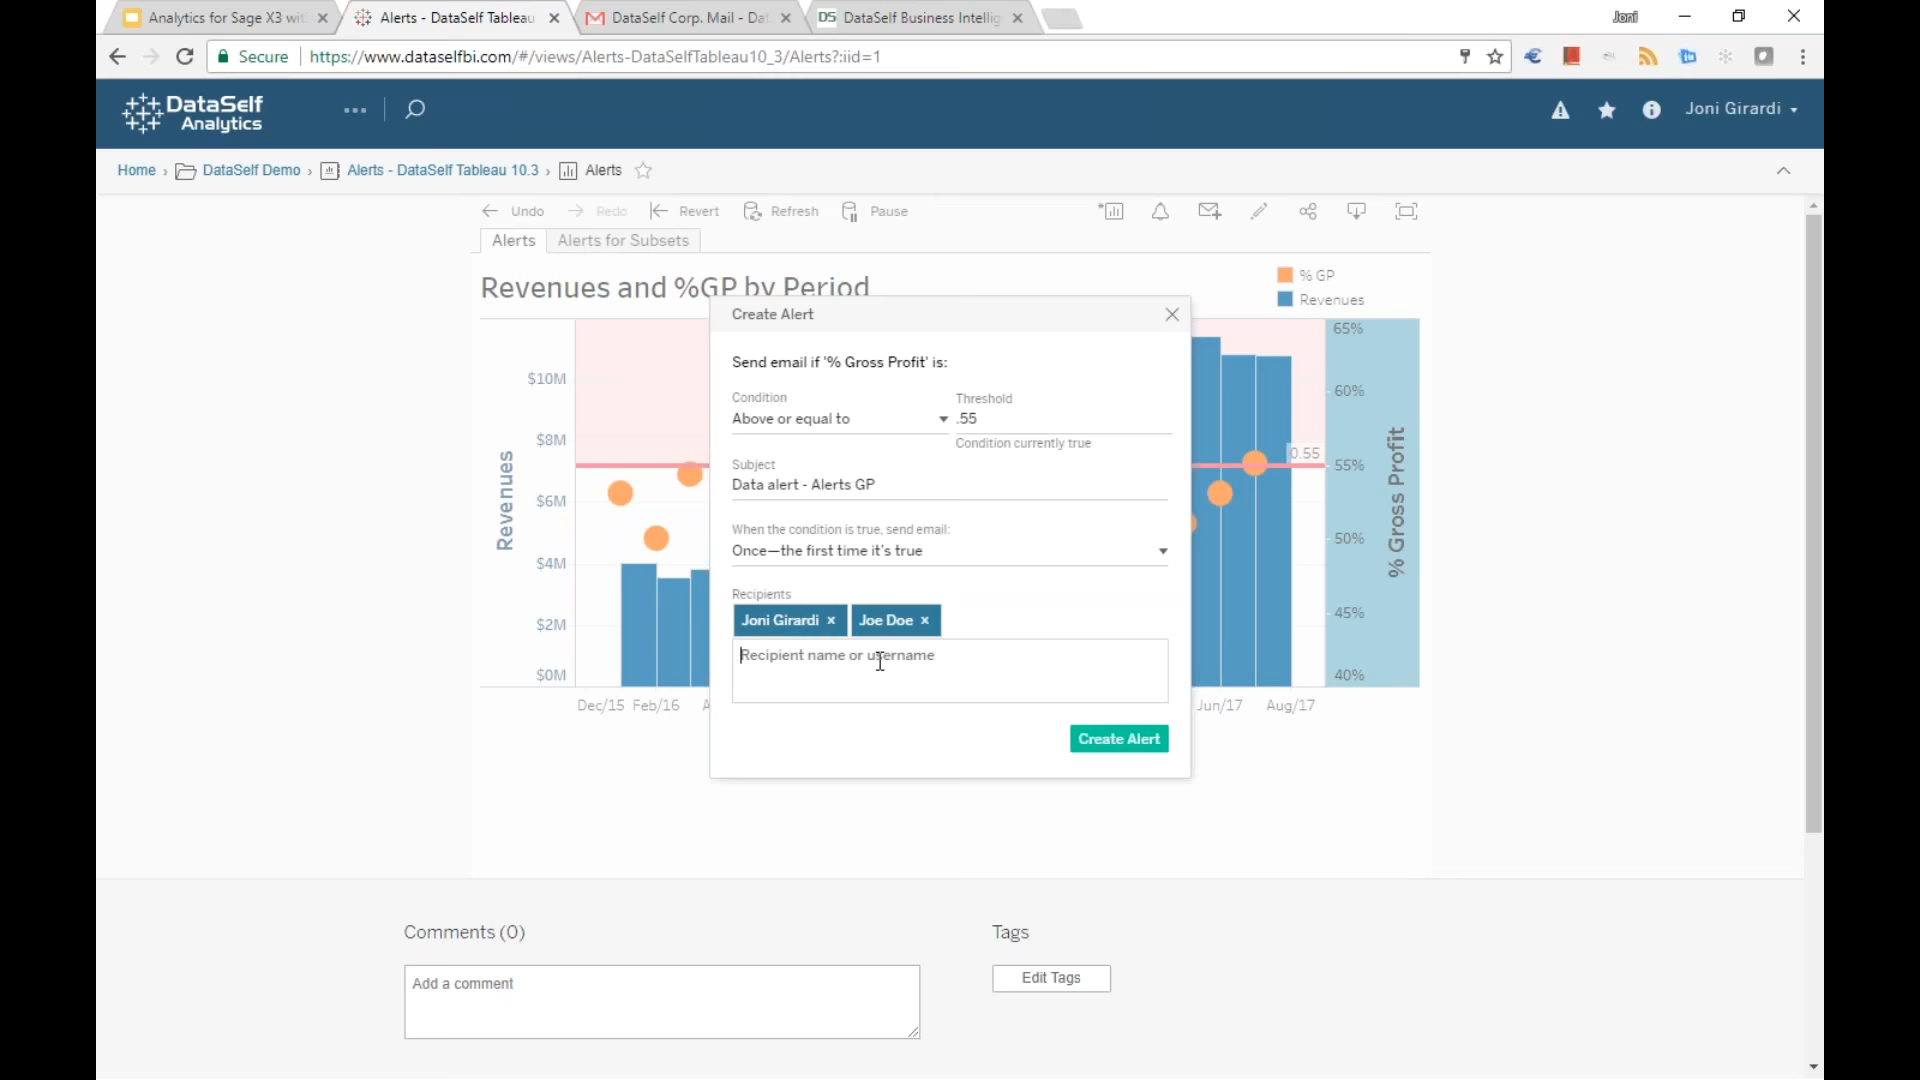 Analytics for Sage X3 wit
Alerts - DataSelf Tableau
DataSelf Corp. Mail - Dat
DS DataSelf Business Intellig
Joni
Secure https://www.dataselfbi.com/#/views/Alerts-DataSelfTableau10_3/Alerts?:iid=1
DataSelf
Analytics
Joni Girardi
Home › DataSelf Demo › Alerts - DataSelf Tableau 10.3 › Alerts
Undo Redo Revert Refresh Pause
Alerts Alerts for Subsets
Revenues and %GP by Period
% GP
Revenues
Create Alert
Send email if '% Gross Profit' is:
Condition
Above or equal to
Threshold
.55
Condition currently true
Subject
Data alert - Alerts GP
When the condition is true, send email:
Once—the first time it's true
Recipients
Joni Girardi × Joe Doe ×
Recipient name or username
Create Alert
Revenues
$10M
$8M
$6M
$4M
$2M
$0M
0.55
65%
60%
55%
50%
45%
40%
% Gross Profit
Dec/15 Feb/16 A Jun/17 Aug/17
Comments (0)
Add a comment
Tags
Edit Tags